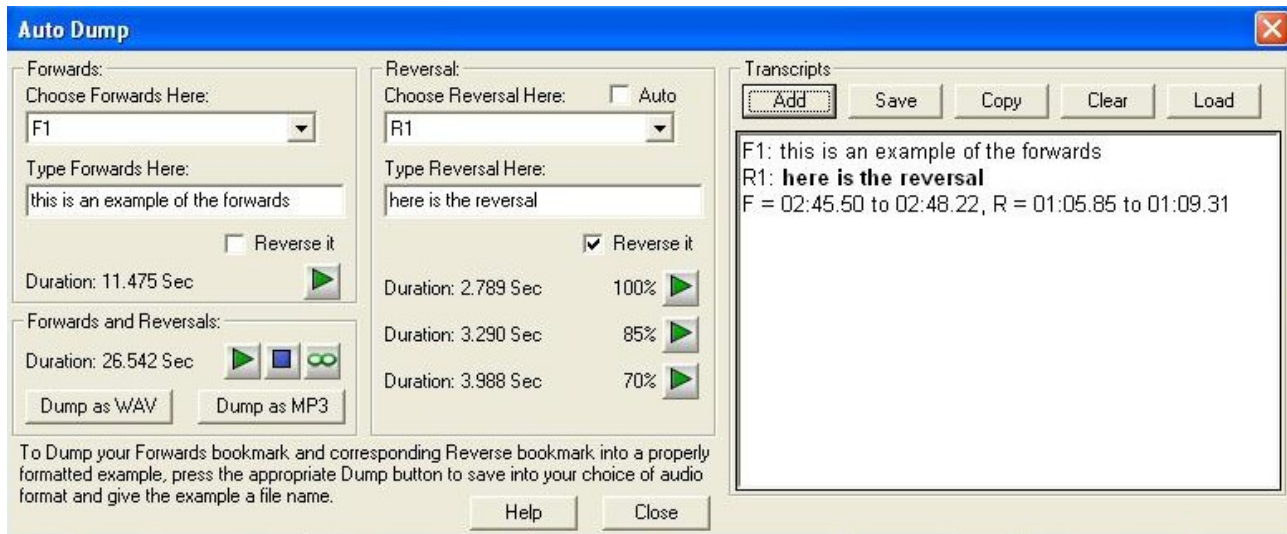 Auto Dump
Forwards:
Choose Forwards Here:
F1
Type Forwards Here:
this is an example of the forwards
Reverse it
Duration: 11.475 Sec
Forwards and Reversals:
Duration: 26.542 Sec
Dump as WAV
Dump as MP3
Reversal:
Choose Reversal Here:
Auto
R1
Type Reversal Here:
here is the reversal
Reverse it
Duration: 2.789 Sec 100%
Duration: 3.290 Sec 85%
Duration: 3.988 Sec 70%
To Dump your Forwards bookmark and corresponding Reverse bookmark into a properly
formatted example, press the appropriate Dump button to save into your choice of audio
format and give the example a file name.
Help
Close
Transcripts
Add Save Copy Clear Load
F1: this is an example of the forwards
R1: here is the reversal
F = 02:45.50 to 02:48.22, R = 01:05.85 to 01:09.31